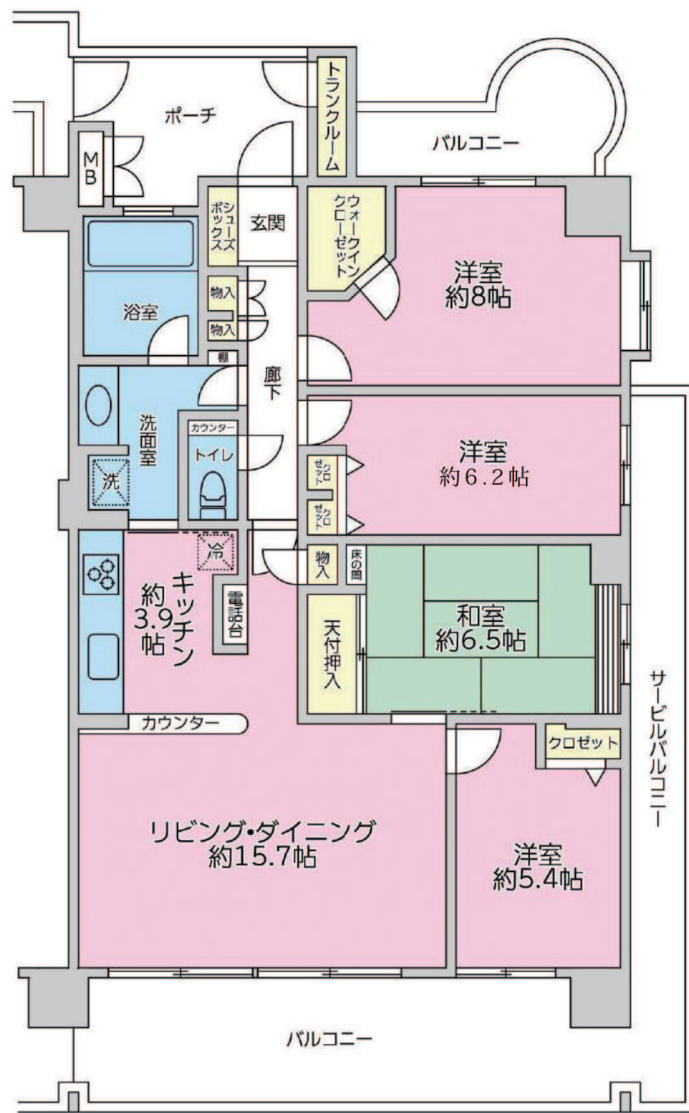 ポーチ
トランクルーム
バルコニー
MB
シューズ
ボックス
玄関
ウォークイン
クローゼット
洋室
約8帖
浴室
物入
物入
棚
廊下
洗面室
カウンター
トイレ
洗
洋室
約6.2帖
クロ
ゼット
クロ
ゼット
キッチン
約
3.9
帖
冷
電話台
物入
床の間
天付押入
和室
約6.5帖
カウンター
サービルバルコニー
クロゼット
リビング・ダイニング
約15.7帖
洋室
約5.4帖
バルコニー